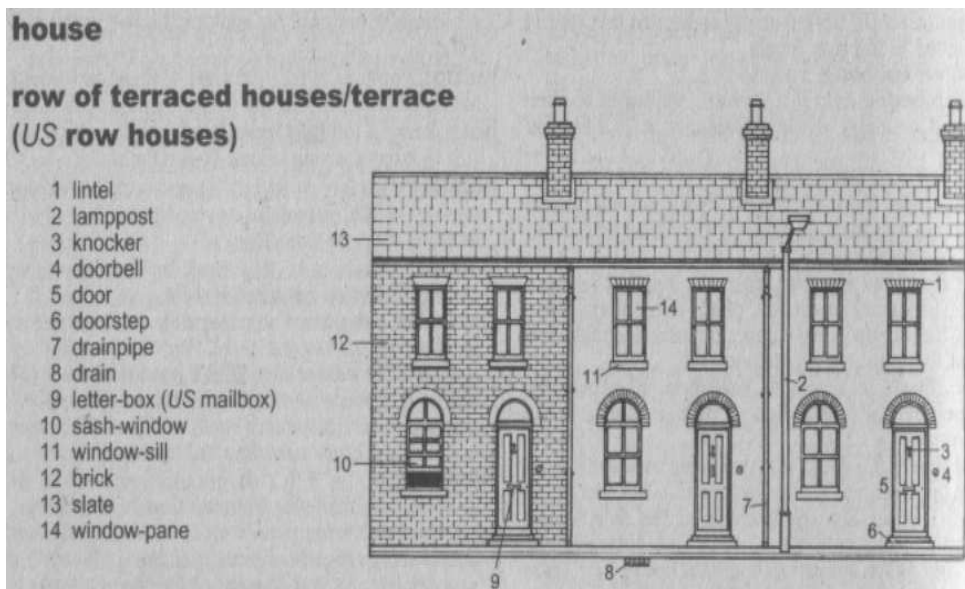 house
row of terraced houses/terrace
(US row houses)
1 lintel
2 lamppost
3 knocker
4 doorbell
5 door
6 doorstep
7 drainpipe
8 drain
9 letter-box (US mailbox)
10 sash-window
11 window-sill
12 brick
13 slate
14 window-pane
13
1
14
12
11
2
10
3
4
5
7
6
9
8